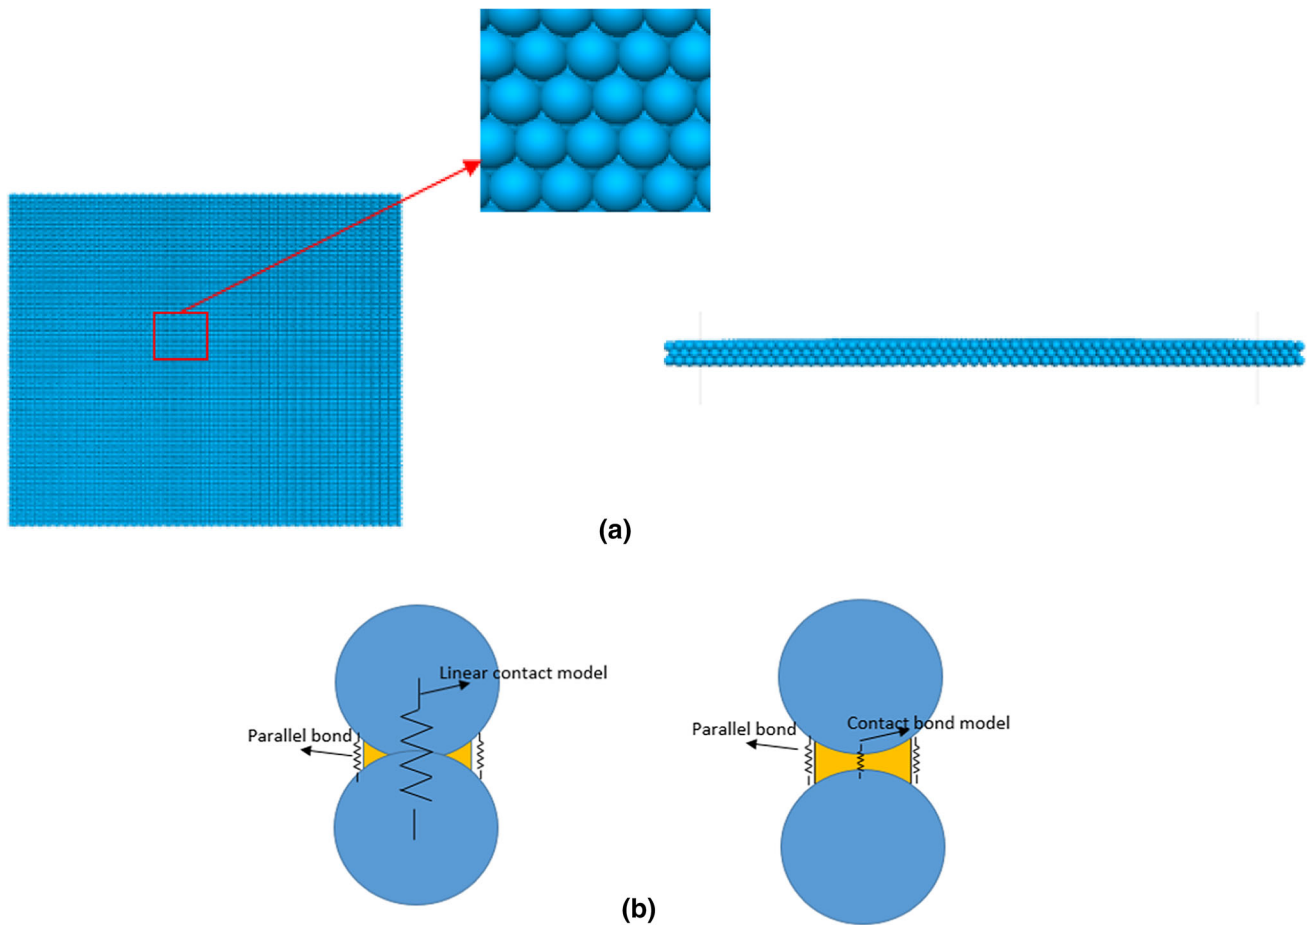 (a)
Linear contact model
Parallel bond
Parallel bond
Contact bond model
(b)